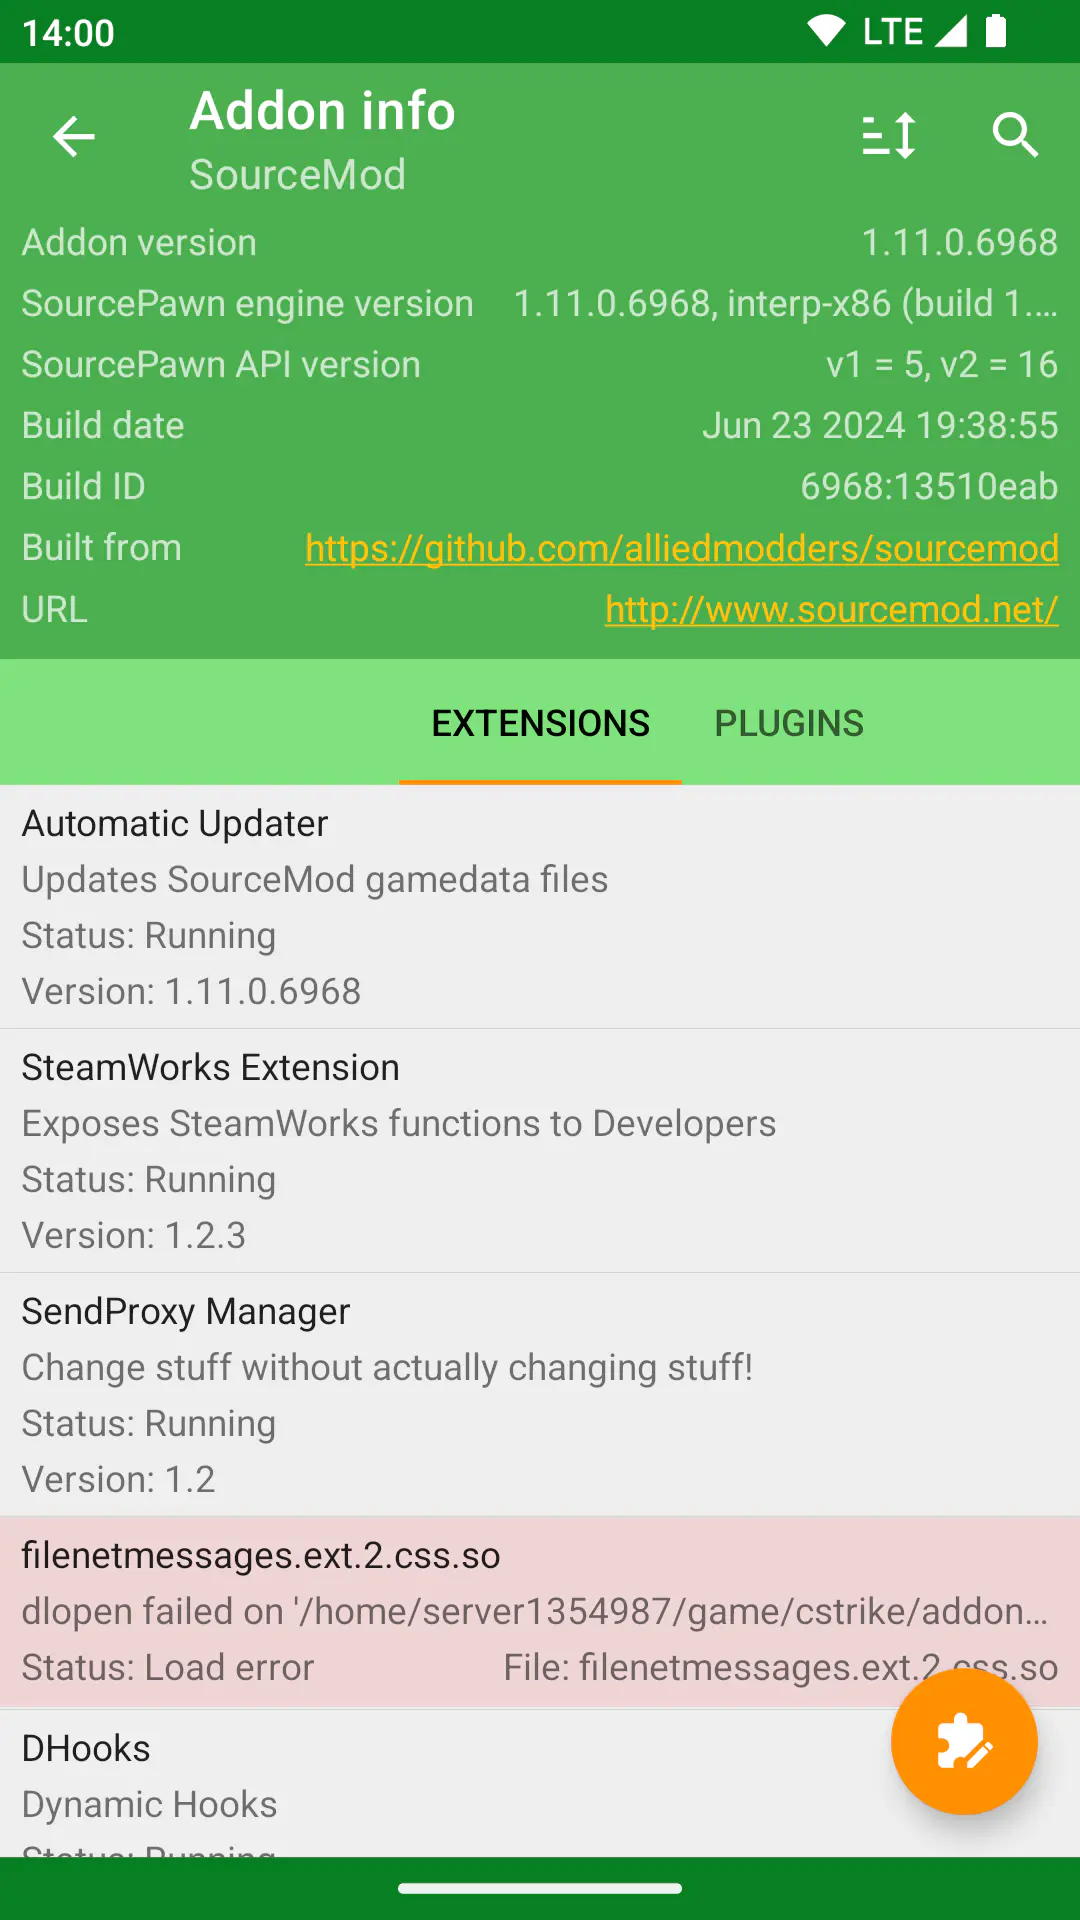 14:00 LTE
Addon info
SourceMod
Addon version 1.11.0.6968
SourcePawn engine version 1.11.0.6968, interp-x86 (build 1....
SourcePawn API version v1 = 5, v2 = 16
Build date Jun 23 2024 19:38:55
Build ID 6968:13510eab
Built from https://github.com/alliedmodders/sourcemod
URL http://www.sourcemod.net/
EXTENSIONS PLUGINS
Automatic Updater
Updates SourceMod gamedata files
Status: Running
Version: 1.11.0.6968
SteamWorks Extension
Exposes SteamWorks functions to Developers
Status: Running
Version: 1.2.3
SendProxy Manager
Change stuff without actually changing stuff!
Status: Running
Version: 1.2
filenetmessages.ext.2.css.so
dlopen failed on '/home/server1354987/game/cstrike/addon...
Status: Load error File: filenetmessages.ext.2.css.so
DHooks
Dynamic Hooks
Status: Running